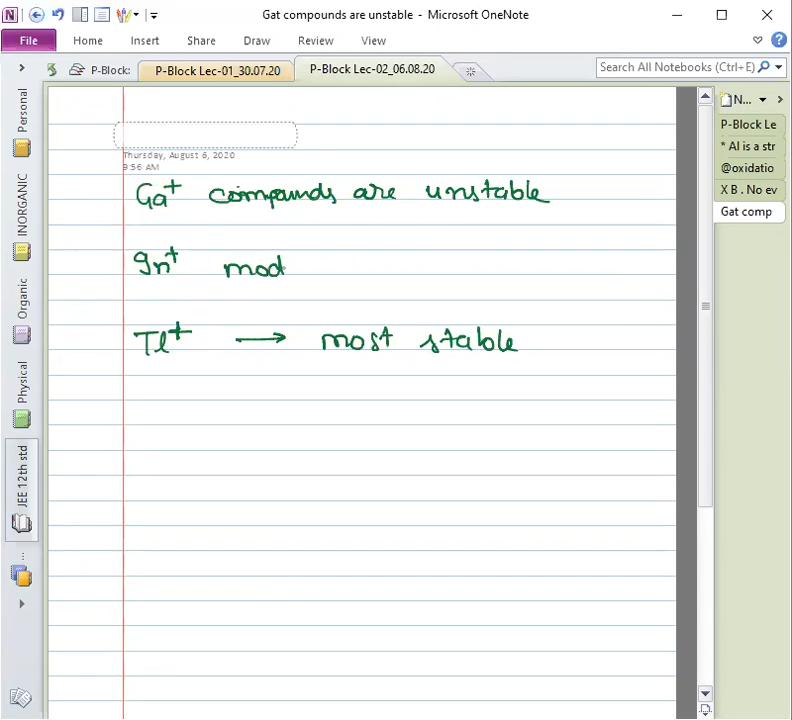 Gat compounds are unstable - Microsoft OneNote
File Home Insert Share Draw Review View
P-Block: P-Block Lec-01_30.07.20 P-Block Lec-02_06.08.20 Search All Notebooks (Ctrl+E)
N...
P-Block Le
* Al is a str
@oxidatio
X B . No ev
Gat comp
Personal
INORGANIC
Organic
Physical
JEE 12th std
Thursday, August 6, 2020
9:56 AM
Ga+ compounds are unstable
In+ mod
Tl+ → most stable